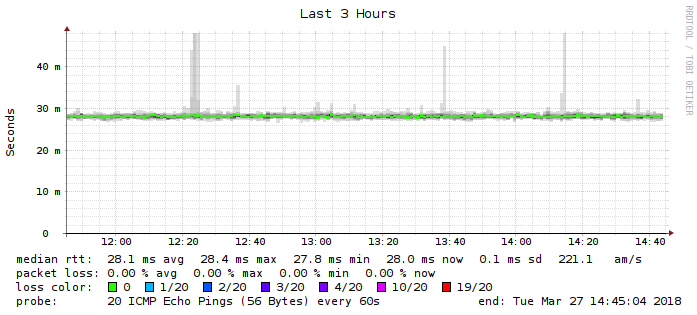 Last 3 Hours
RRDTOOL / TOBI OETIKER
Seconds
40 m
30 m
20 m
10 m
0
12:00 12:20 12:40 13:00 13:20 13:40 14:00 14:20 14:40
median rtt: 28.1 ms avg 28.4 ms max 27.8 ms min 28.0 ms now 0.1 ms sd 221.1 am/s
packet loss: 0.00 % avg 0.00 % max 0.00 % min 0.00 % now
loss color: 0 1/20 2/20 3/20 4/20 10/20 19/20
probe: 20 ICMP Echo Pings (56 Bytes) every 60s end: Tue Mar 27 14:45:04 2018